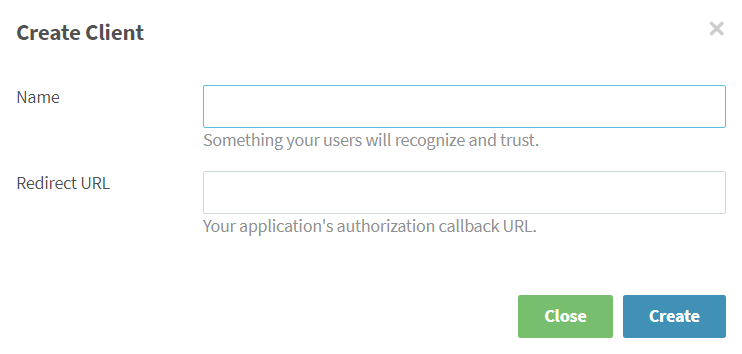 Create Client
×
Name
Something your users will recognize and trust.
Redirect URL
Your application's authorization callback URL.
Close
Create